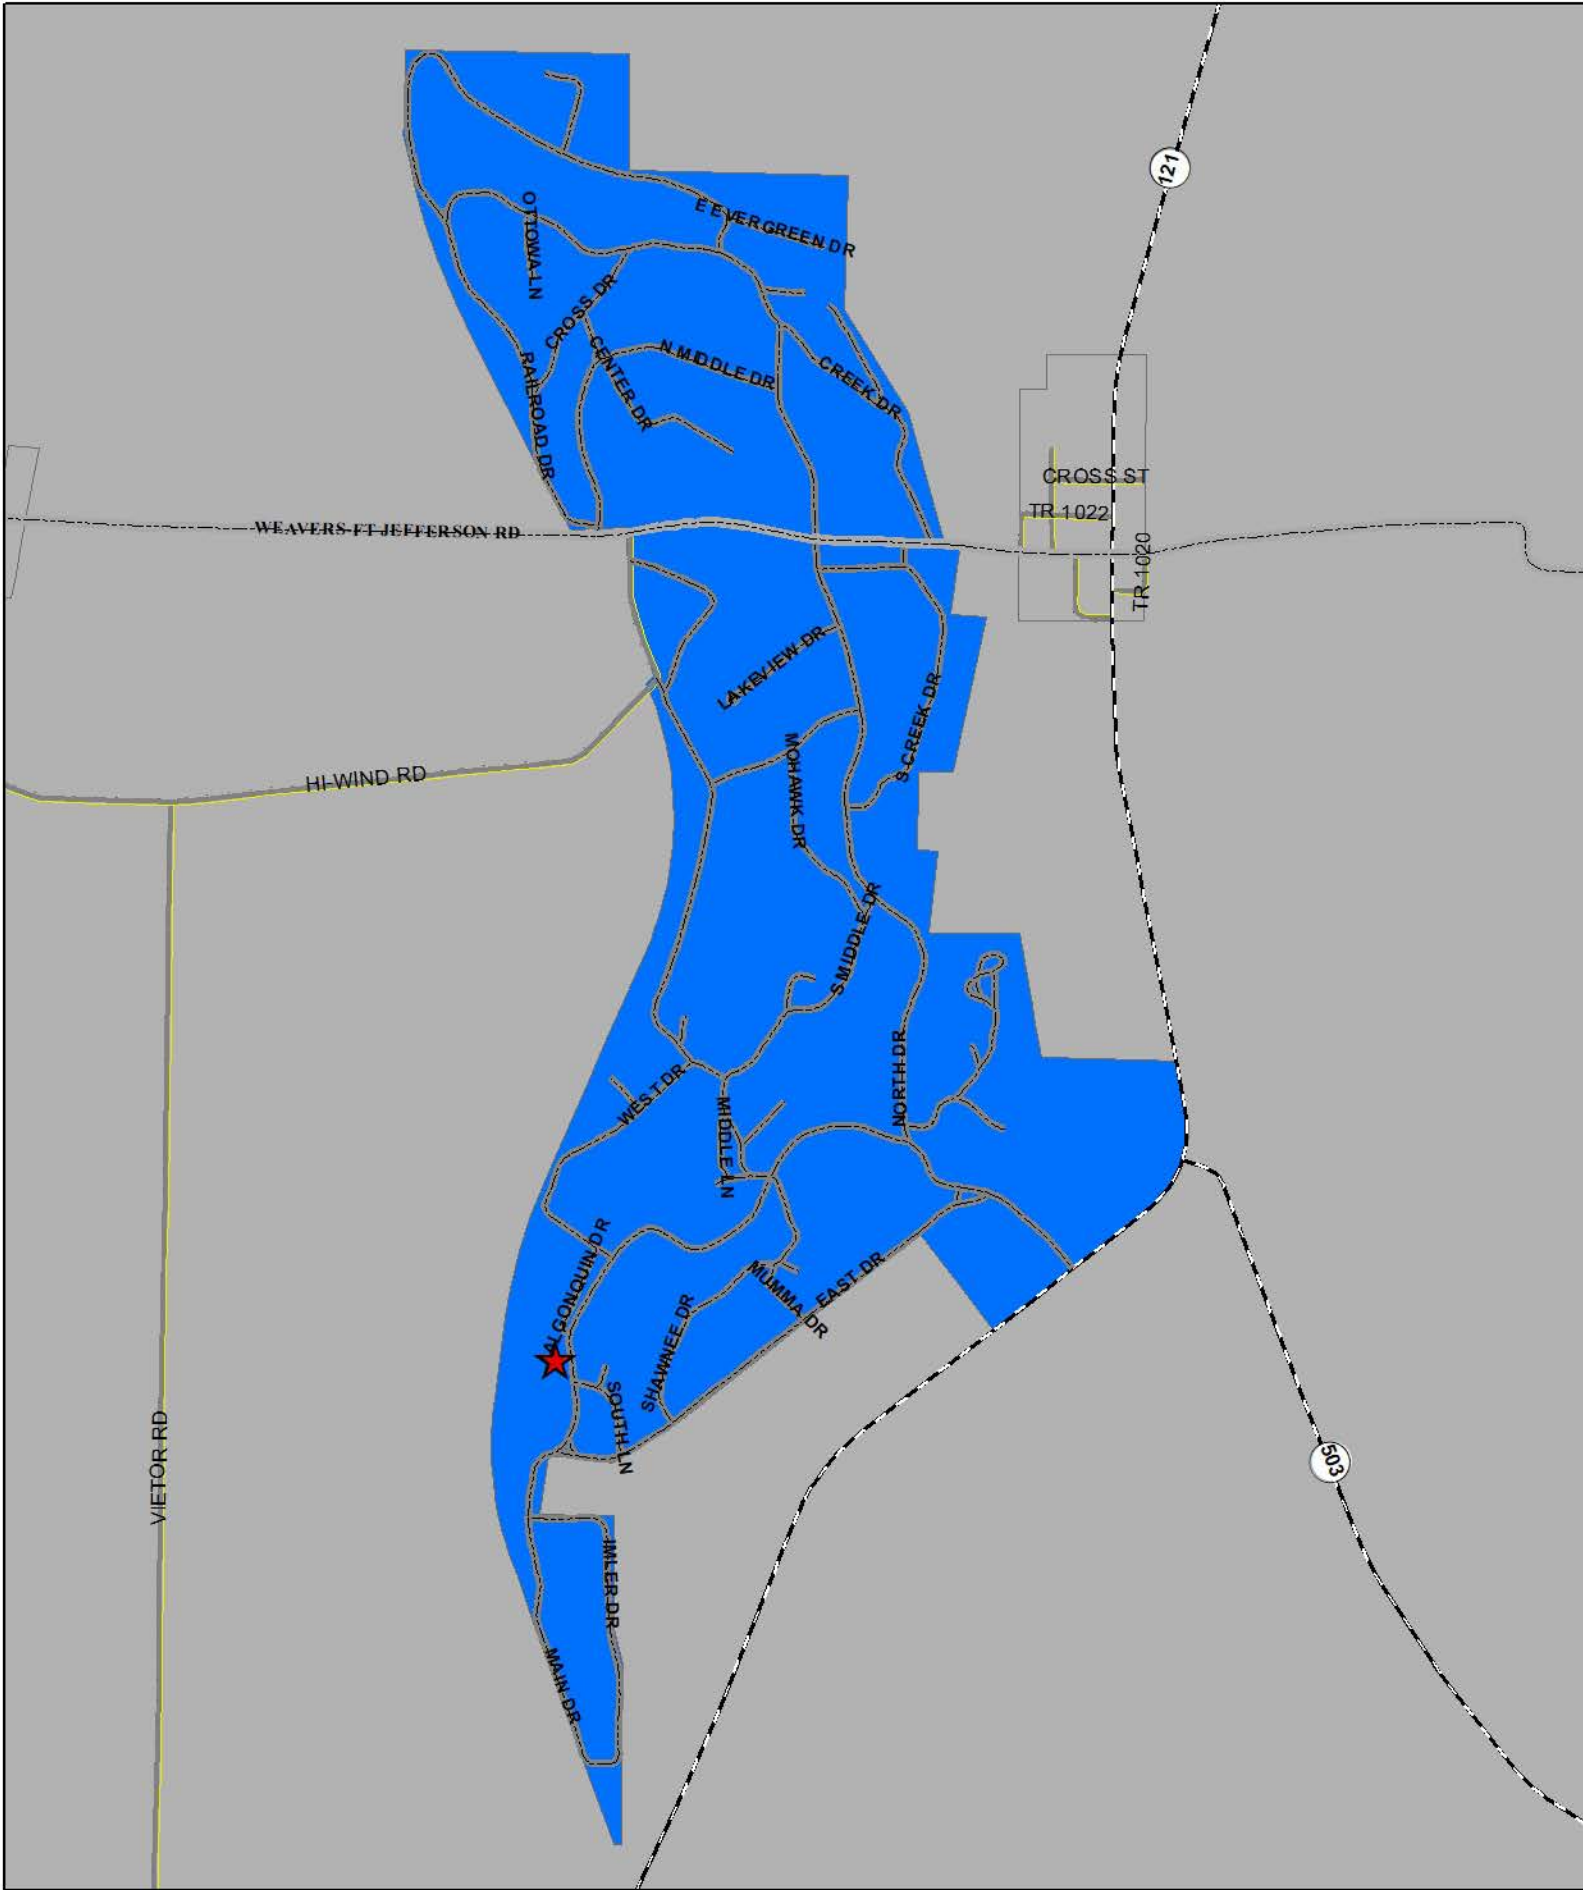 121
E EVERGREEN DR
OTTOWA LN
CROSS DR
CENTER DR
N MIDDLE DR
CREEK DR
RAILROAD DR
CROSS ST
TR 1022
WEAVERS-FT JEFFERSON RD
TR 1020
LAKEVIEW DR
S CREEK DR
MOHAWK DR
HI-WIND RD
S MIDDLE DR
NORTH DR
WEST DR
MIDDLE LN
ALGONQUIN DR
MUMMA DR
EAST DR
SHAWNEE DR
SOUTH LN
VIETOR RD
503
IMLER DR
MAIN DR